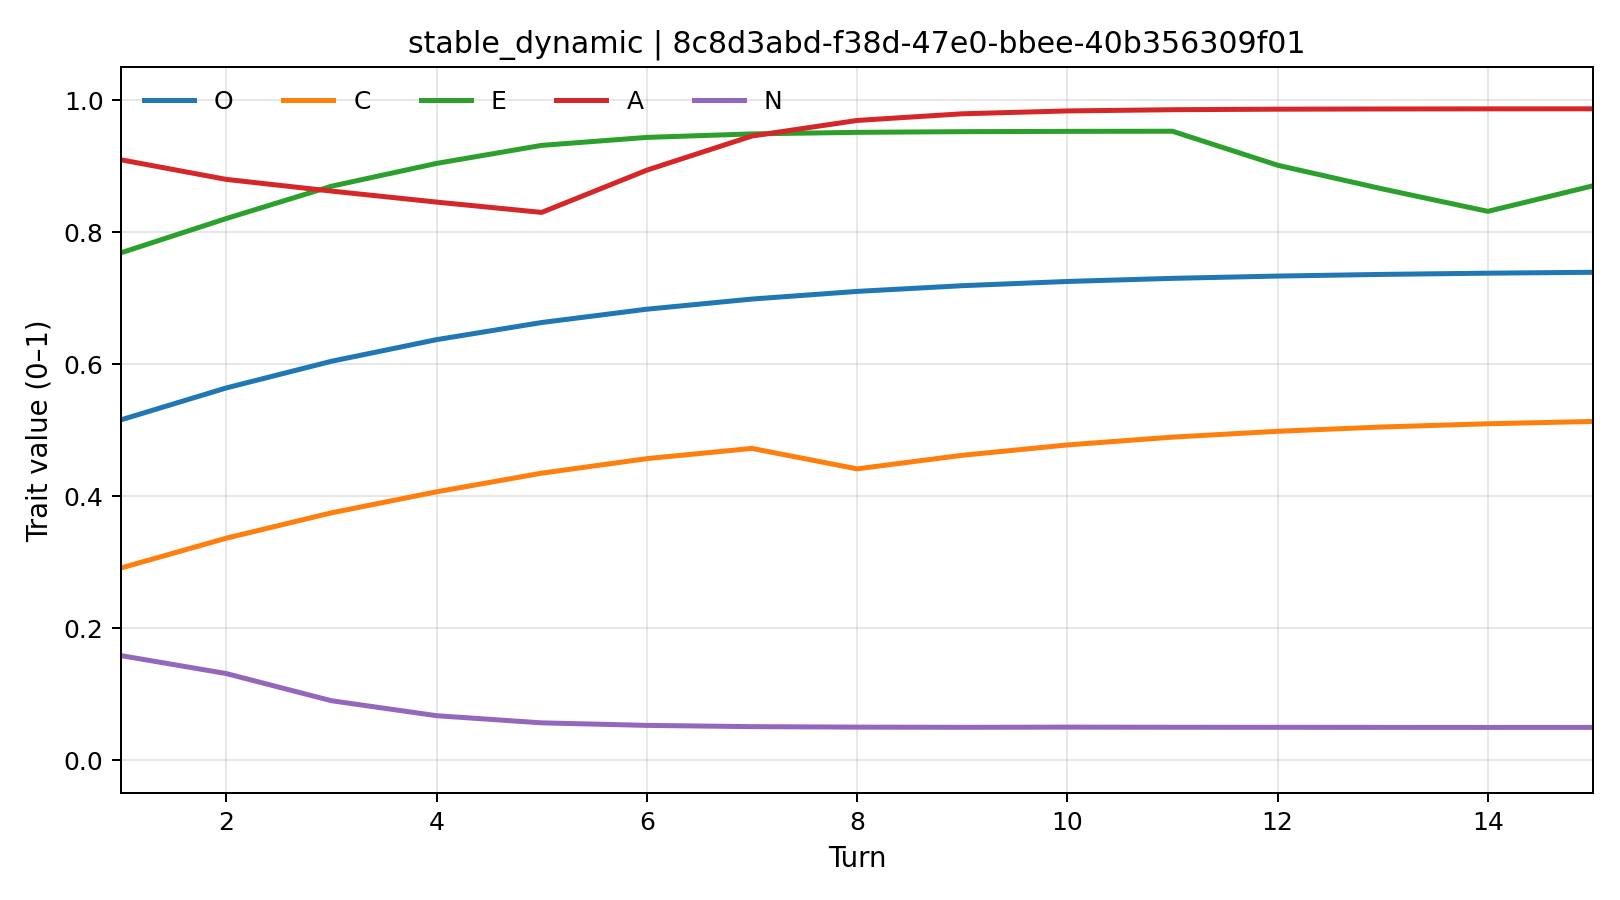 stable_dynamic | 8c8d3abd-f38d-47e0-bbee-40b356309f01
O C E A N
1.0
0.8
0.6
0.4
0.2
0.0
Trait value (0–1)
2 4 6 8 10 12 14
Turn